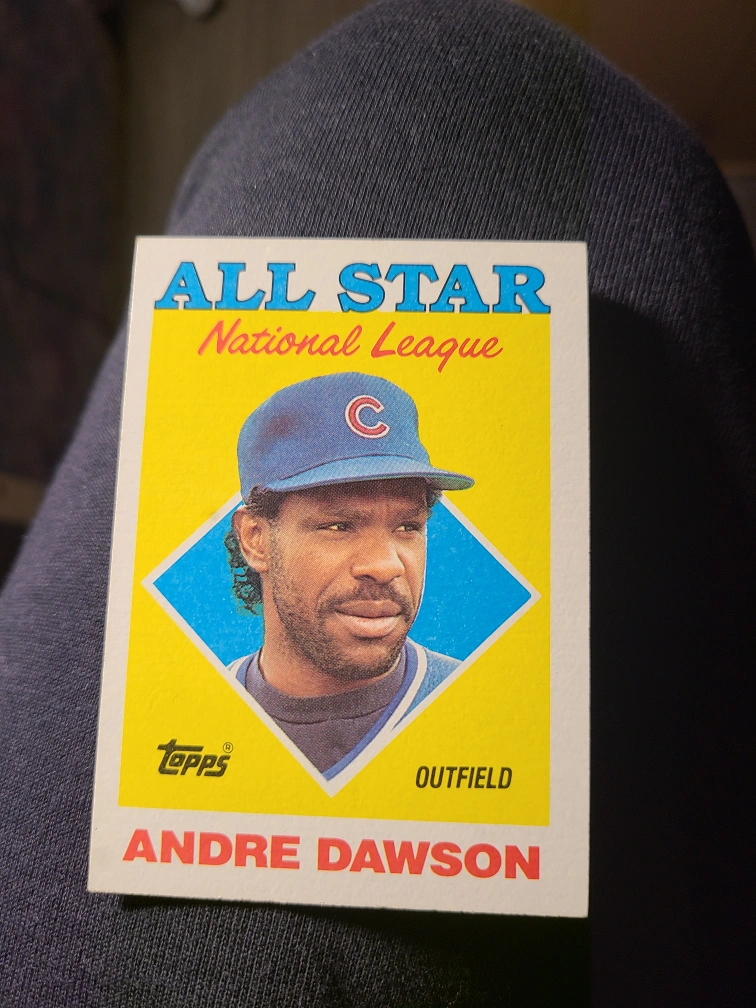 ALL STAR
National League
C
topps®
OUTFIELD
ANDRE DAWSON